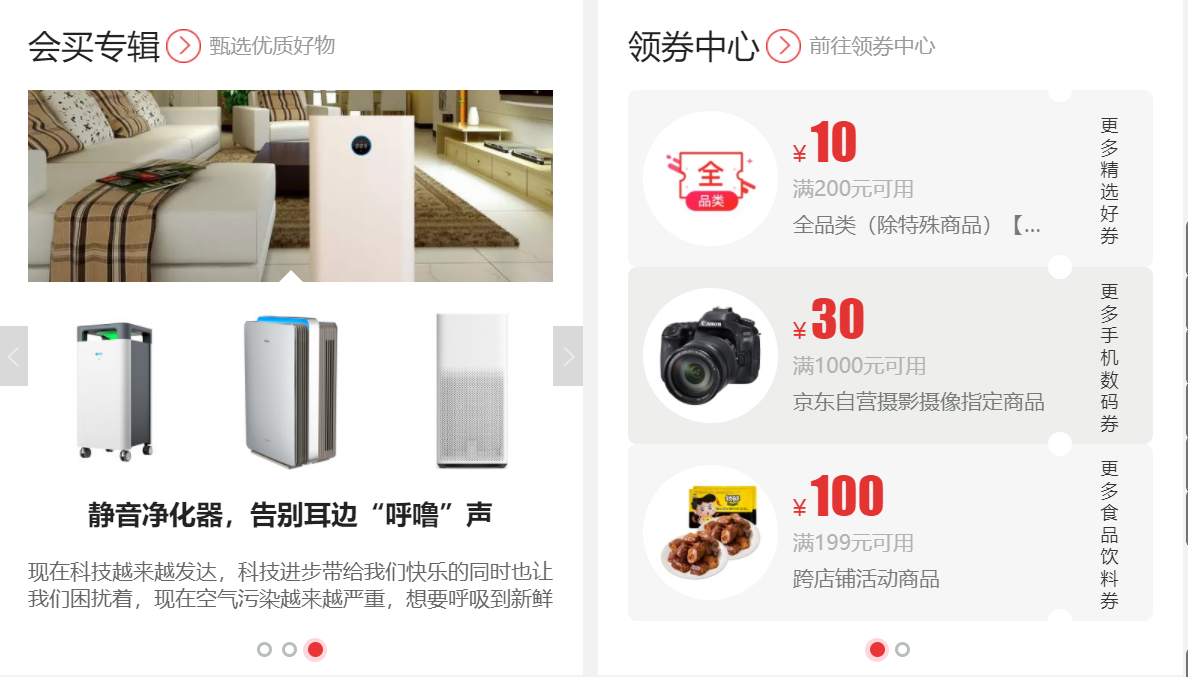 会买专辑
甄选优质好物
静音净化器，告别耳边“呼噜”声
现在科技越来越发达，科技进步带给我们快乐的同时也让
我们困扰着，现在空气污染越来越严重，想要呼吸到新鲜
领券中心
前往领券中心
全
品类
¥10
满200元可用
全品类（除特殊商品）【...
更多精选好券
Canon
¥30
满1000元可用
京东自营摄影摄像指定商品
更多手机数码券
¥100
满199元可用
跨店铺活动商品
更多食品饮料券